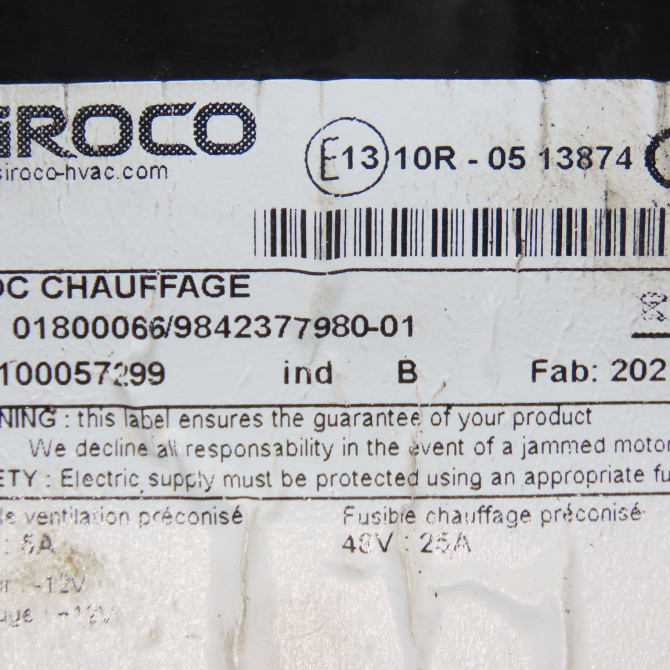 SIROCO
siroco-hvac.com
E13 10R - 05 13874
OC CHAUFFAGE
01800066/9842377980-01
100057299 ind B Fab: 202
NING : this label ensures the guarantee of your product
We decline all responsability in the event of a jammed motor
ETY : Electric supply must be protected using an appropriate fu
le ventilation préconisé Fusible chauffage préconisé
: 5A 48V : 25A